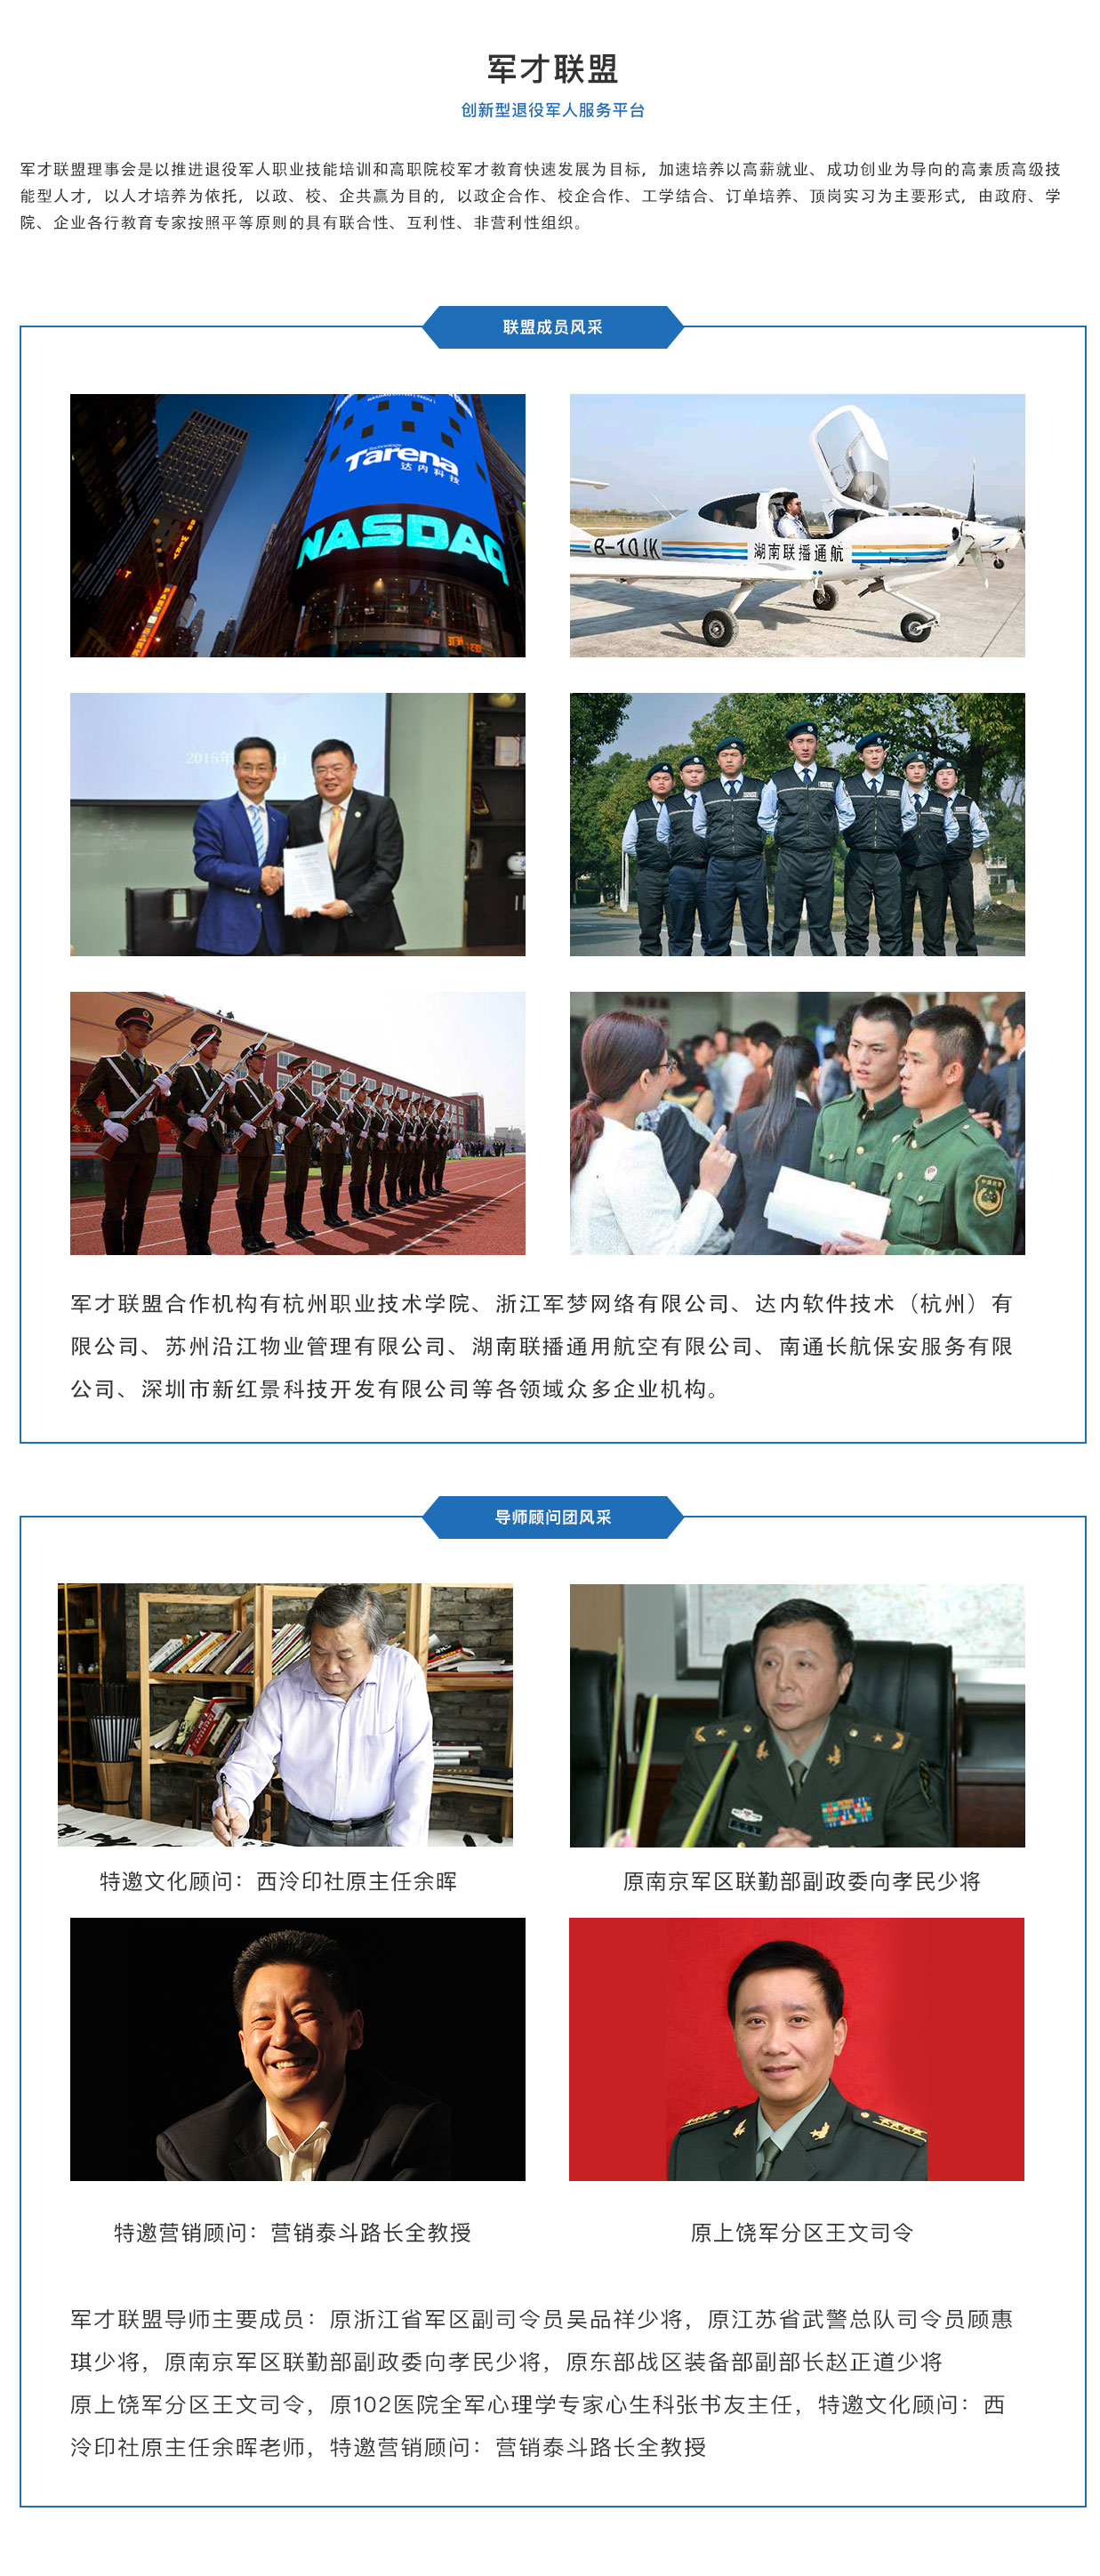 军才联盟
创新型退役军人服务平台
军才联盟理事会是以推进退役军人职业技能培训和高职院校军才教育快速发展为目标，加速培养以高薪就业、成功创业为导向的高素质高级技
能型人才，以人才培养为依托，以政、校、企共赢为目的，以政企合作、校企合作、工学结合、订单培养、顶岗实习为主要形式，由政府、学
院、企业各行教育专家按照平等原则的具有联合性、互利性、非营利性组织。
联盟成员风采
Technology
Tarena
达内科技
NASDAQ
B-10JK
湖南联播通航
2015年
日
军才联盟合作机构有杭州职业技术学院、浙江军梦网络有限公司、达内软件技术（杭州）有
限公司、苏州沿江物业管理有限公司、湖南联播通用航空有限公司、南通长航保安服务有限
公司、深圳市新红景科技开发有限公司等各领域众多企业机构。
导师顾问团风采
特邀文化顾问：西泠印社原主任余晖
原南京军区联勤部副政委向孝民少将
特邀营销顾问：营销泰斗路长全教授
原上饶军分区王文司令
军才联盟导师主要成员：原浙江省军区副司令员吴品祥少将，原江苏省武警总队司令员顾惠
琪少将，原南京军区联勤部副政委向孝民少将，原东部战区装备部副部长赵正道少将
原上饶军分区王文司令，原102医院全军心理学专家心生科张书友主任，特邀文化顾问：西
泠印社原主任余晖老师，特邀营销顾问：营销泰斗路长全教授